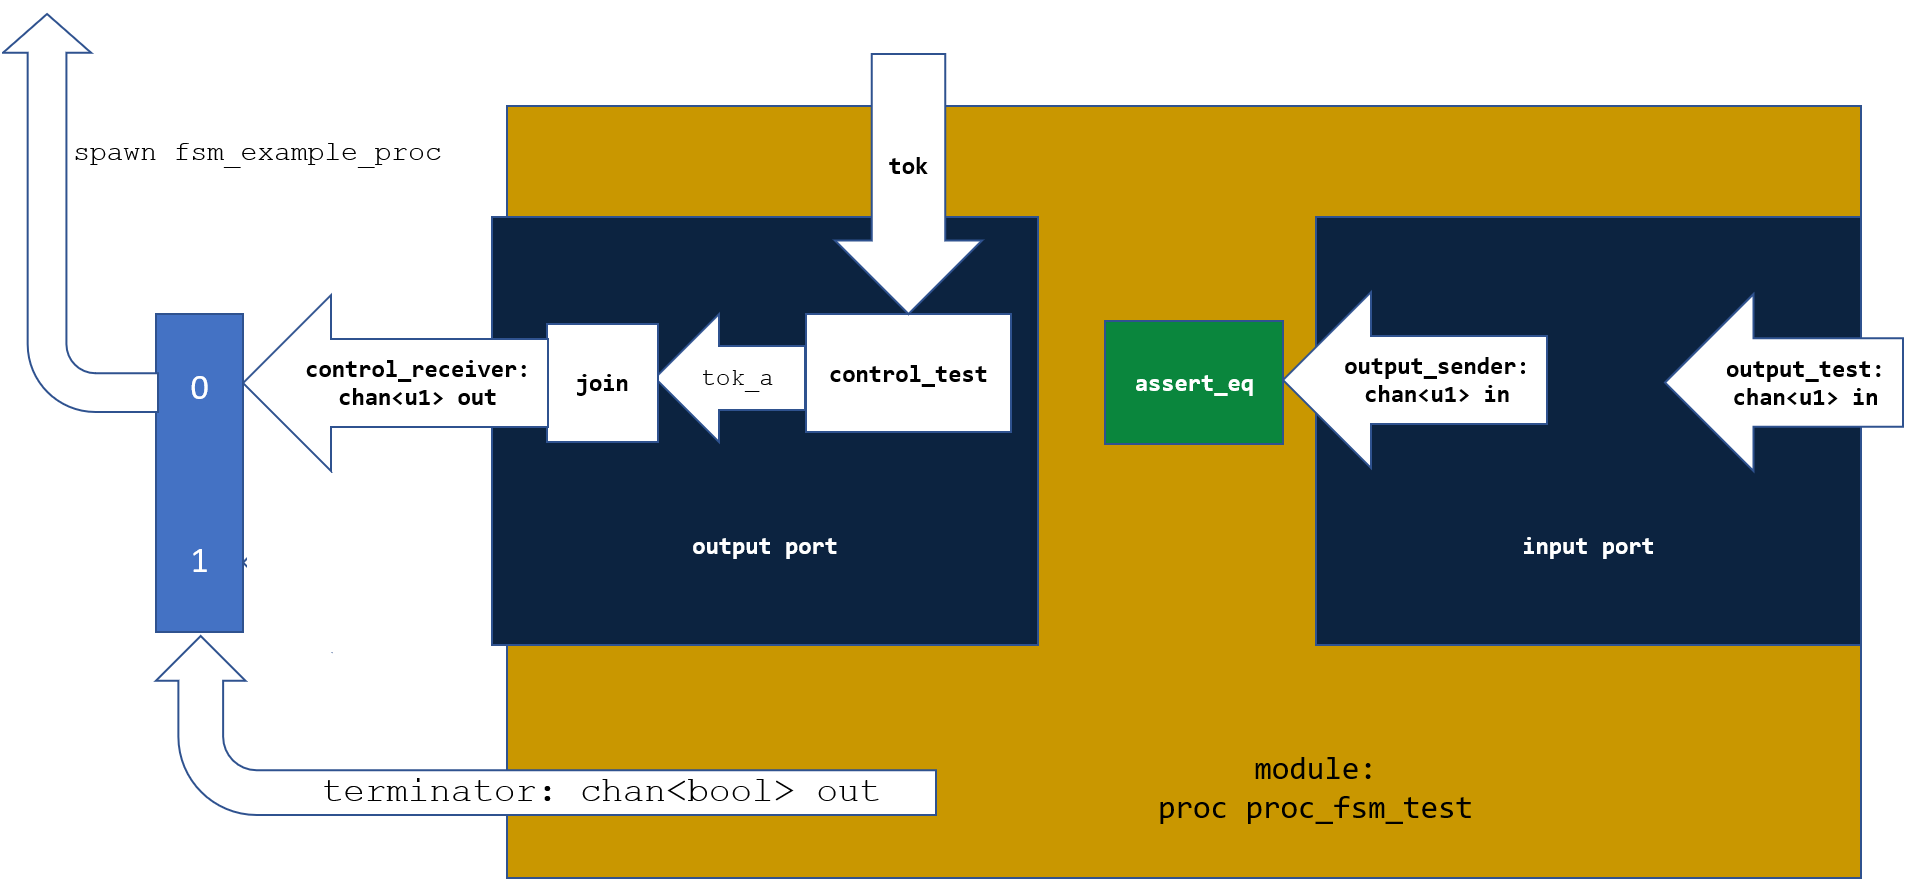 spawn fsm_example_proc
tok
0
control_receiver:
chan<u1> out
join
tok_a
control_test
assert_eq
output_sender:
chan<u1> in
output_test:
chan<u1> in
1
output port
input port
terminator: chan<bool> out
module:
proc proc_fsm_test